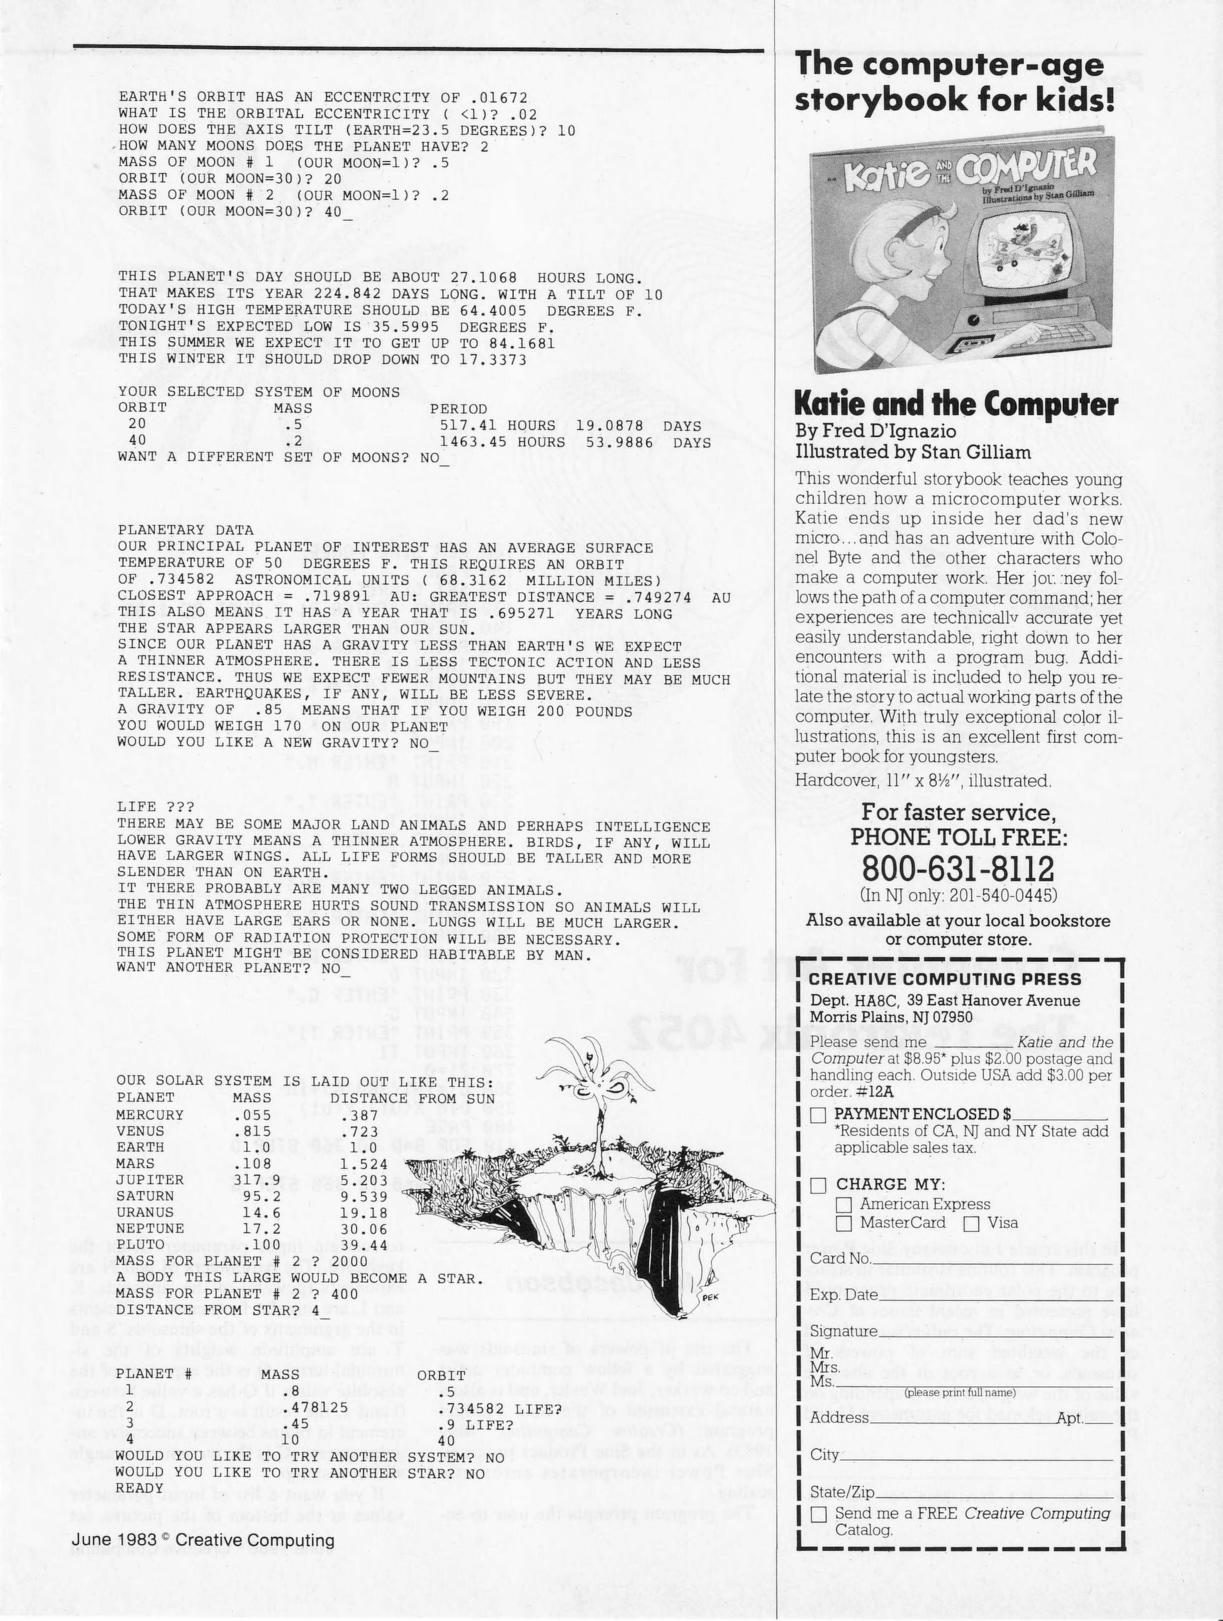 EARTH'S ORBIT HAS AN ECCENTRCITY OF .01672
WHAT IS THE ORBITAL ECCENTRICITY ( <1)? .02
HOW DOES THE AXIS TILT (EARTH=23.5 DEGREES)? 10
HOW MANY MOONS DOES THE PLANET HAVE? 2
MASS OF MOON # 1 (OUR MOON=1)? .5
ORBIT (OUR MOON=30)? 20
MASS OF MOON # 2 (OUR MOON=1)? .2
ORBIT (OUR MOON=30)? 40_
THIS PLANET'S DAY SHOULD BE ABOUT 27.1068 HOURS LONG.
THAT MAKES ITS YEAR 224.842 DAYS LONG. WITH A TILT OF 10
TODAY'S HIGH TEMPERATURE SHOULD BE 64.4005 DEGREES F.
TONIGHT'S EXPECTED LOW IS 35.5995 DEGREES F.
THIS SUMMER WE EXPECT IT TO GET UP TO 84.1681
THIS WINTER IT SHOULD DROP DOWN TO 17.3373
YOUR SELECTED SYSTEM OF MOONS
ORBIT MASS PERIOD
20 .5 517.41 HOURS 19.0878 DAYS
40 .2 1463.45 HOURS 53.9886 DAYS
WANT A DIFFERENT SET OF MOONS? NO_
PLANETARY DATA
OUR PRINCIPAL PLANET OF INTEREST HAS AN AVERAGE SURFACE
TEMPERATURE OF 50 DEGREES F. THIS REQUIRES AN ORBIT
OF .734582 ASTRONOMICAL UNITS ( 68.3162 MILLION MILES)
CLOSEST APPROACH = .719891 AU: GREATEST DISTANCE = .749274 AU
THIS ALSO MEANS IT HAS A YEAR THAT IS .695271 YEARS LONG
THE STAR APPEARS LARGER THAN OUR SUN.
SINCE OUR PLANET HAS A GRAVITY LESS THAN EARTH'S WE EXPECT
A THINNER ATMOSPHERE. THERE IS LESS TECTONIC ACTION AND LESS
RESISTANCE. THUS WE EXPECT FEWER MOUNTAINS BUT THEY MAY BE MUCH
TALLER. EARTHQUAKES, IF ANY, WILL BE LESS SEVERE.
A GRAVITY OF .85 MEANS THAT IF YOU WEIGH 200 POUNDS
YOU WOULD WEIGH 170 ON OUR PLANET
WOULD YOU LIKE A NEW GRAVITY? NO_
LIFE ???
THERE MAY BE SOME MAJOR LAND ANIMALS AND PERHAPS INTELLIGENCE
LOWER GRAVITY MEANS A THINNER ATMOSPHERE. BIRDS, IF ANY, WILL
HAVE LARGER WINGS. ALL LIFE FORMS SHOULD BE TALLER AND MORE
SLENDER THAN ON EARTH.
IT THERE PROBABLY ARE MANY TWO LEGGED ANIMALS.
THE THIN ATMOSPHERE HURTS SOUND TRANSMISSION SO ANIMALS WILL
EITHER HAVE LARGE EARS OR NONE. LUNGS WILL BE MUCH LARGER.
SOME FORM OF RADIATION PROTECTION WILL BE NECESSARY.
THIS PLANET MIGHT BE CONSIDERED HABITABLE BY MAN.
WANT ANOTHER PLANET? NO_
OUR SOLAR SYSTEM IS LAID OUT LIKE THIS:
PLANET MASS DISTANCE FROM SUN
MERCURY .055 .387
VENUS .815 .723
EARTH 1.0 1.0
MARS .108 1.524
JUPITER 317.9 5.203
SATURN 95.2 9.539
URANUS 14.6 19.18
NEPTUNE 17.2 30.06
PLUTO .100 39.44
MASS FOR PLANET # 2 ? 2000
A BODY THIS LARGE WOULD BECOME A STAR.
MASS FOR PLANET # 2 ? 400
DISTANCE FROM STAR? 4_
PEK
PLANET # MASS ORBIT
1 .8 .5
2 .478125 .734582 LIFE?
3 .45 .9 LIFE?
4 10 40
WOULD YOU LIKE TO TRY ANOTHER SYSTEM? NO
WOULD YOU LIKE TO TRY ANOTHER STAR? NO
READY
June 1983 © Creative Computing
The computer-age
storybook for kids!
Katie AND THE COMPUTER
by Fred D'Ignazio
Illustrations by Stan Gilliam
Katie and the Computer
By Fred D'Ignazio
Illustrated by Stan Gilliam
This wonderful storybook teaches young
children how a microcomputer works.
Katie ends up inside her dad's new
micro...and has an adventure with Colo-
nel Byte and the other characters who
make a computer work. Her journey fol-
lows the path of a computer command; her
experiences are technically accurate yet
easily understandable, right down to her
encounters with a program bug. Addi-
tional material is included to help you re-
late the story to actual working parts of the
computer. With truly exceptional color il-
lustrations, this is an excellent first com-
puter book for youngsters.
Hardcover, 11" x 8½", illustrated.
For faster service,
PHONE TOLL FREE:
800-631-8112
(In NJ only: 201-540-0445)
Also available at your local bookstore
or computer store.
CREATIVE COMPUTING PRESS
Dept. HA8C, 39 East Hanover Avenue
Morris Plains, NJ 07950
Please send me ________ Katie and the
Computer at $8.95* plus $2.00 postage and
handling each. Outside USA add $3.00 per
order. #12A
PAYMENT ENCLOSED $________
*Residents of CA, NJ and NY State add
applicable sales tax.
CHARGE MY:
American Express
MasterCard Visa
Card No.
Exp. Date
Signature
Mr.
Mrs.
Ms.
(please print full name)
Address Apt.
City
State/Zip
Send me a FREE Creative Computing
Catalog.